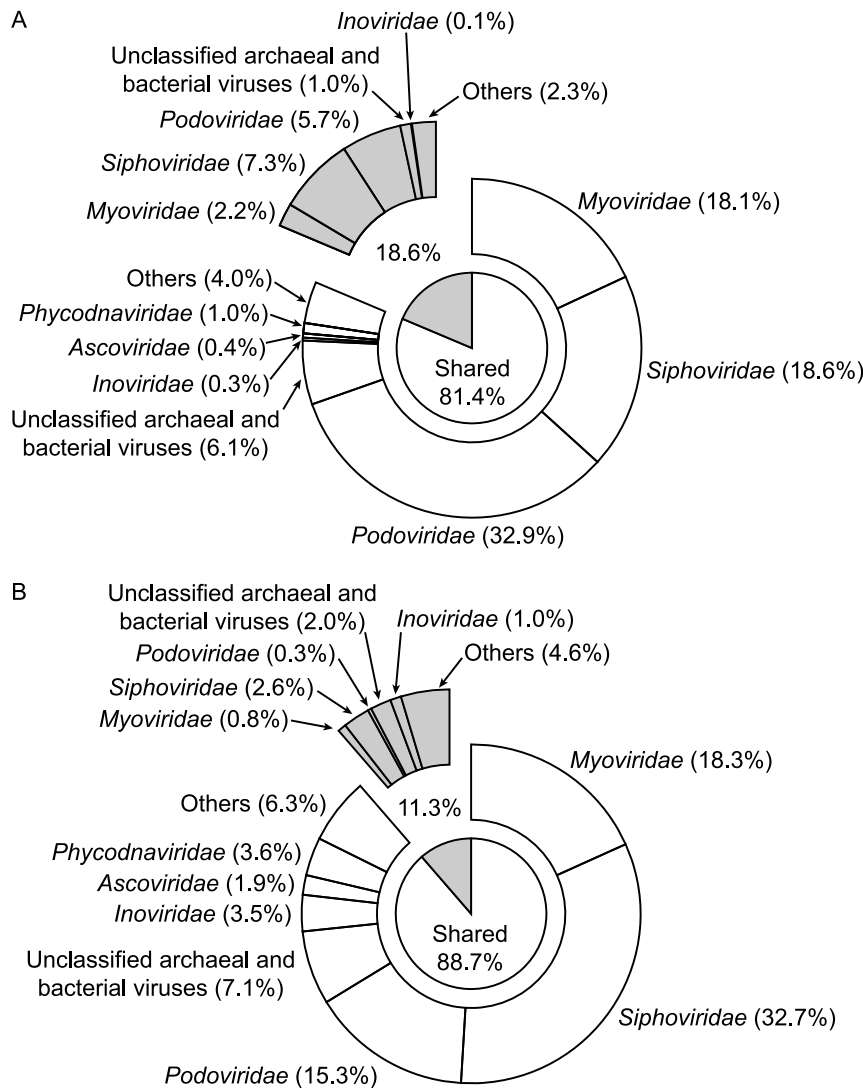 A
Inoviridae (0.1%)
Unclassified archaeal and
bacterial viruses (1.0%)
Others (2.3%)
Podoviridae (5.7%)
Siphoviridae (7.3%)
Myoviridae (2.2%)
Myoviridae (18.1%)
18.6%
Others (4.0%)
Phycodnaviridae (1.0%)
Ascoviridae (0.4%)
Inoviridae (0.3%)
Shared
81.4%
Siphoviridae (18.6%)
Unclassified archaeal and
bacterial viruses (6.1%)
Podoviridae (32.9%)
B
Unclassified archaeal and
bacterial viruses (2.0%)
Inoviridae (1.0%)
Podoviridae (0.3%)
Others (4.6%)
Siphoviridae (2.6%)
Myoviridae (0.8%)
Myoviridae (18.3%)
Others (6.3%)
11.3%
Phycodnaviridae (3.6%)
Ascoviridae (1.9%)
Inoviridae (3.5%)
Shared
88.7%
Unclassified archaeal and
bacterial viruses (7.1%)
Siphoviridae (32.7%)
Podoviridae (15.3%)